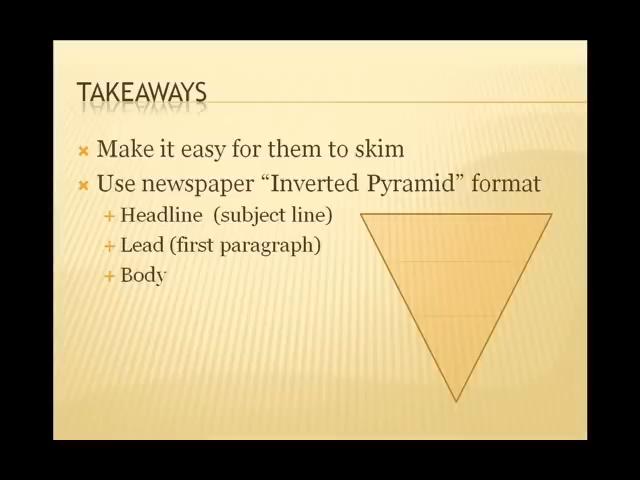 TAKEAWAYS
Make it easy for them to skim
Use newspaper “Inverted Pyramid” format
Headline (subject line)
Lead (first paragraph)
Body